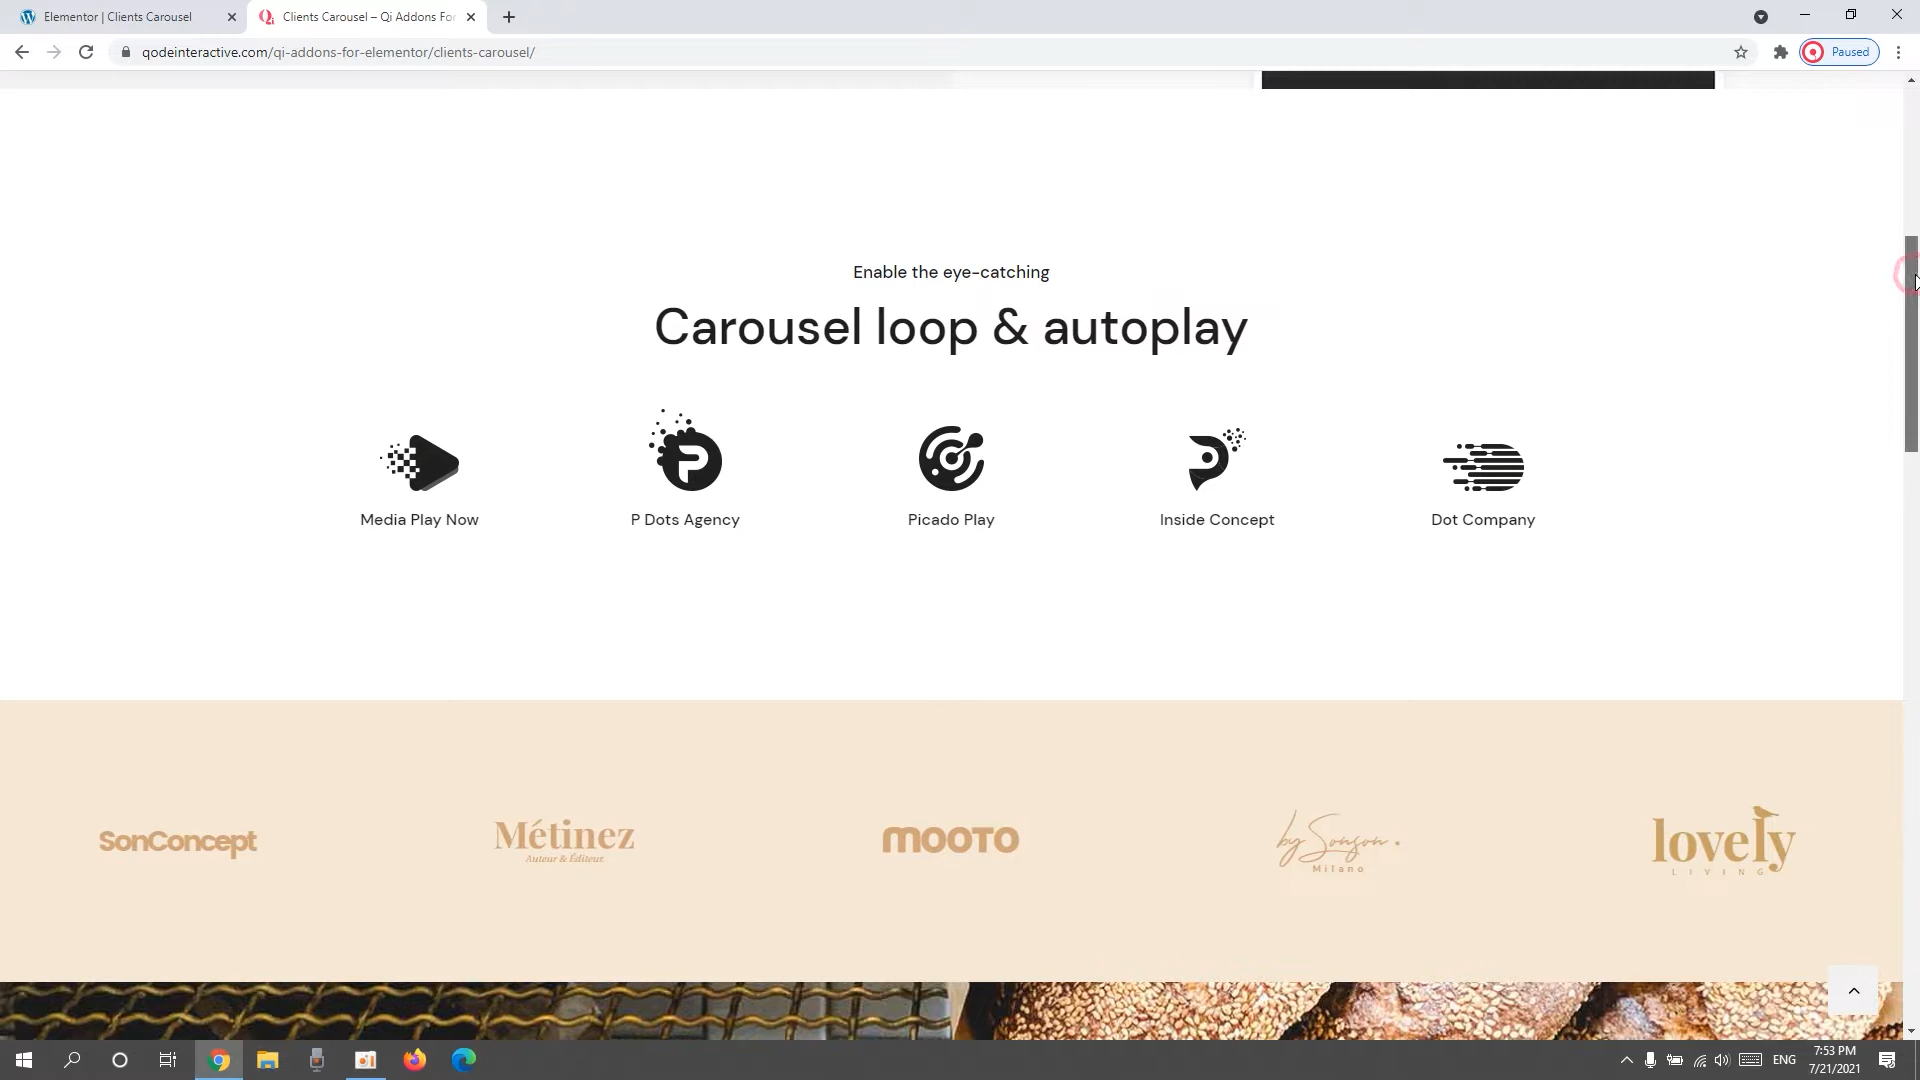 Elementor | Clients Carousel
Clients Carousel – Qi Addons For
qodeinteractive.com/qi-addons-for-elementor/clients-carousel/
Paused
Enable the eye-catching
Carousel loop & autoplay
Media Play Now
P Dots Agency
Picado Play
Inside Concept
Dot Company
SonConcept
Métinez
Auteur & Éditeur
MOOTO
by Sonson.
Milano
lovely
LIVING
ENG
7:53 PM
7/21/2021